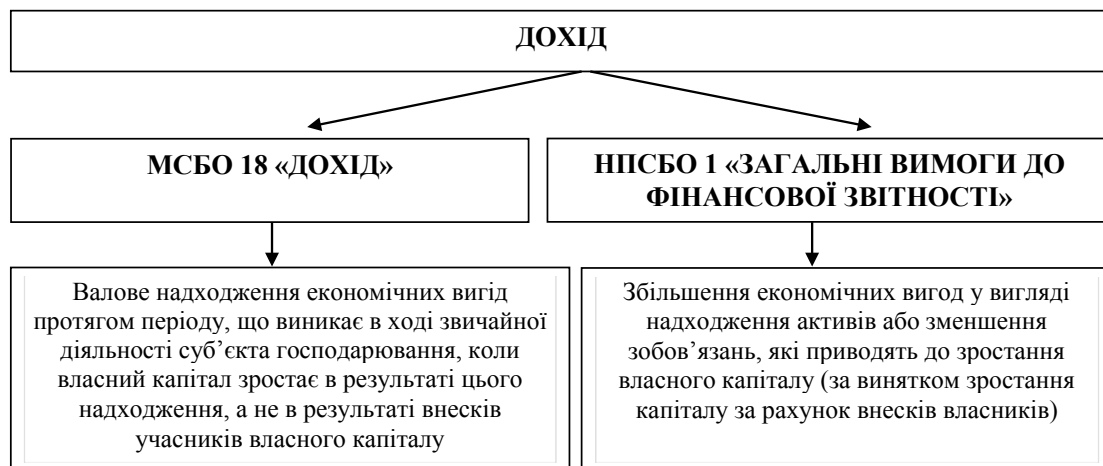 ДОХІД
МСБО 18 «ДОХІД»
НПСБО 1 «ЗАГАЛЬНІ ВИМОГИ ДО
ФІНАНСОВОЇ ЗВІТНОСТІ»
Валове надходження економічних вигід
протягом періоду, що виникає в ході звичайної
діяльності суб’єкта господарювання, коли
власний капітал зростає в результаті цього
надходження, а не в результаті внесків
учасників власного капіталу
Збільшення економічних вигод у вигляді
надходження активів або зменшення
зобов’язань, які приводять до зростання
власного капіталу (за винятком зростання
капіталу за рахунок внесків власників)